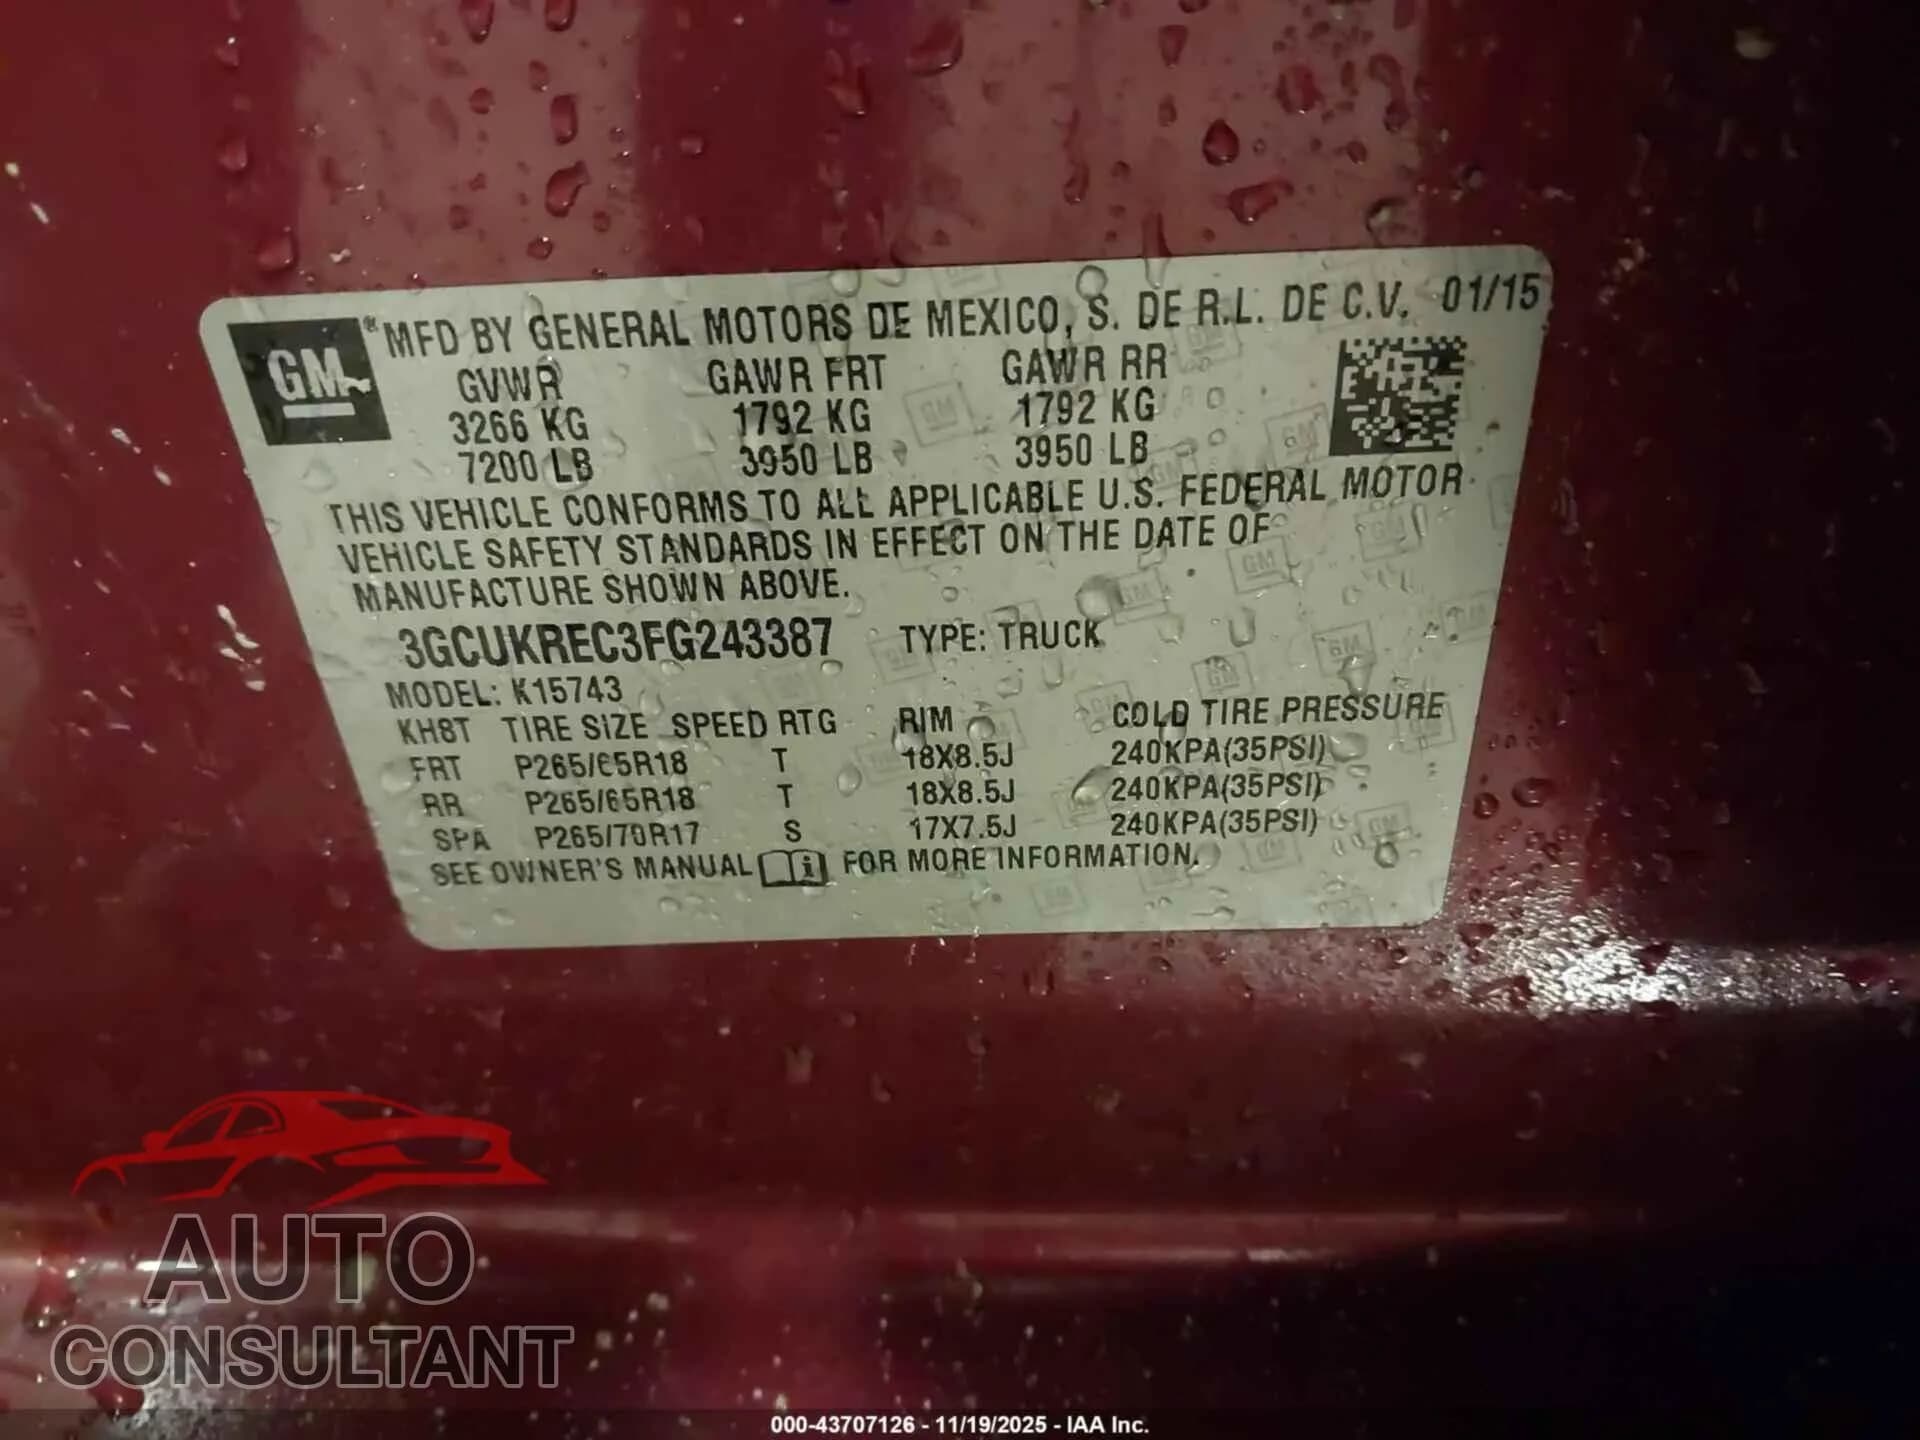 GM ® MFD BY GENERAL MOTORS DE MEXICO, S. DE R.L. DE C.V. 01/15
GVWR GAWR FRT GAWR RR
3266 KG 1792 KG 1792 KG
7200 LB 3950 LB 3950 LB
THIS VEHICLE CONFORMS TO ALL APPLICABLE U.S. FEDERAL MOTOR
VEHICLE SAFETY STANDARDS IN EFFECT ON THE DATE OF
MANUFACTURE SHOWN ABOVE.
3GCUKREC3FG243387 TYPE: TRUCK
MODEL: K15743
KH8T TIRE SIZE SPEED RTG RIM COLD TIRE PRESSURE
FRT P265/65R18 T 18X8.5J 240KPA(35PSI)
RR P265/65R18 T 18X8.5J 240KPA(35PSI)
SPA P265/70R17 S 17X7.5J 240KPA(35PSI)
SEE OWNER'S MANUAL FOR MORE INFORMATION.
AUTO
CONSULTANT
000-43707126 - 11/19/2025 - IAA Inc.